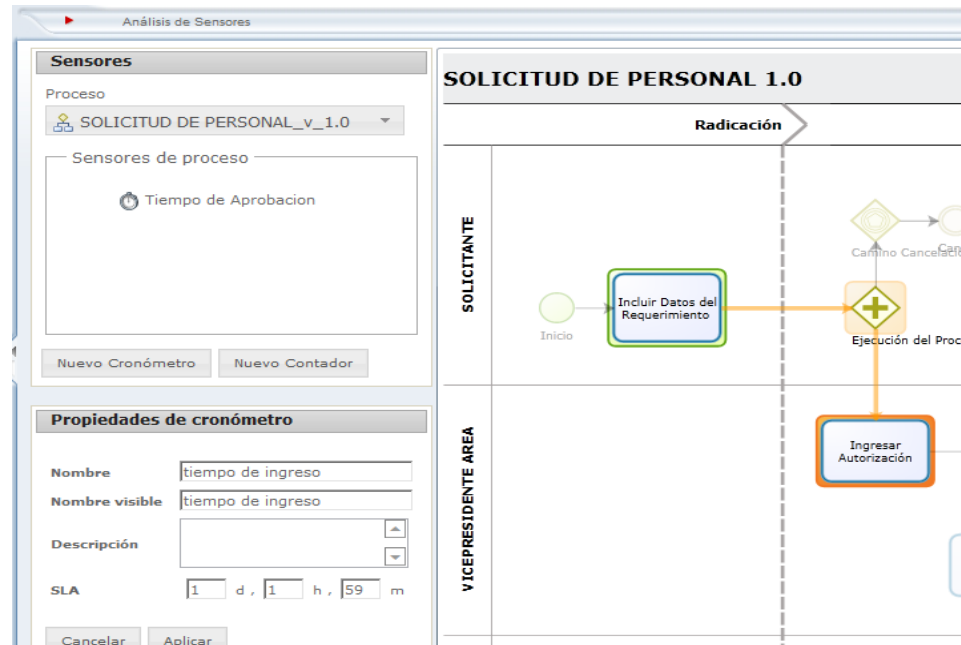 Análisis de Sensores
Sensores
Proceso
SOLICITUD DE PERSONAL_v_1.0
Sensores de proceso
Tiempo de Aprobacion
Nuevo Cronómetro
Nuevo Contador
Propiedades de cronómetro
Nombre
tiempo de ingreso
Nombre visible
tiempo de ingreso
Descripción
SLA
1 d , 1 h , 59 m
Cancelar
Aplicar
SOLICITUD DE PERSONAL 1.0
Radicación
SOLICITANTE
Inicio
Incluir Datos del
Requerimiento
Camino Cancelació
Can
Ejecución del Proc
VICEPRESIDENTE AREA
Ingresar
Autorización